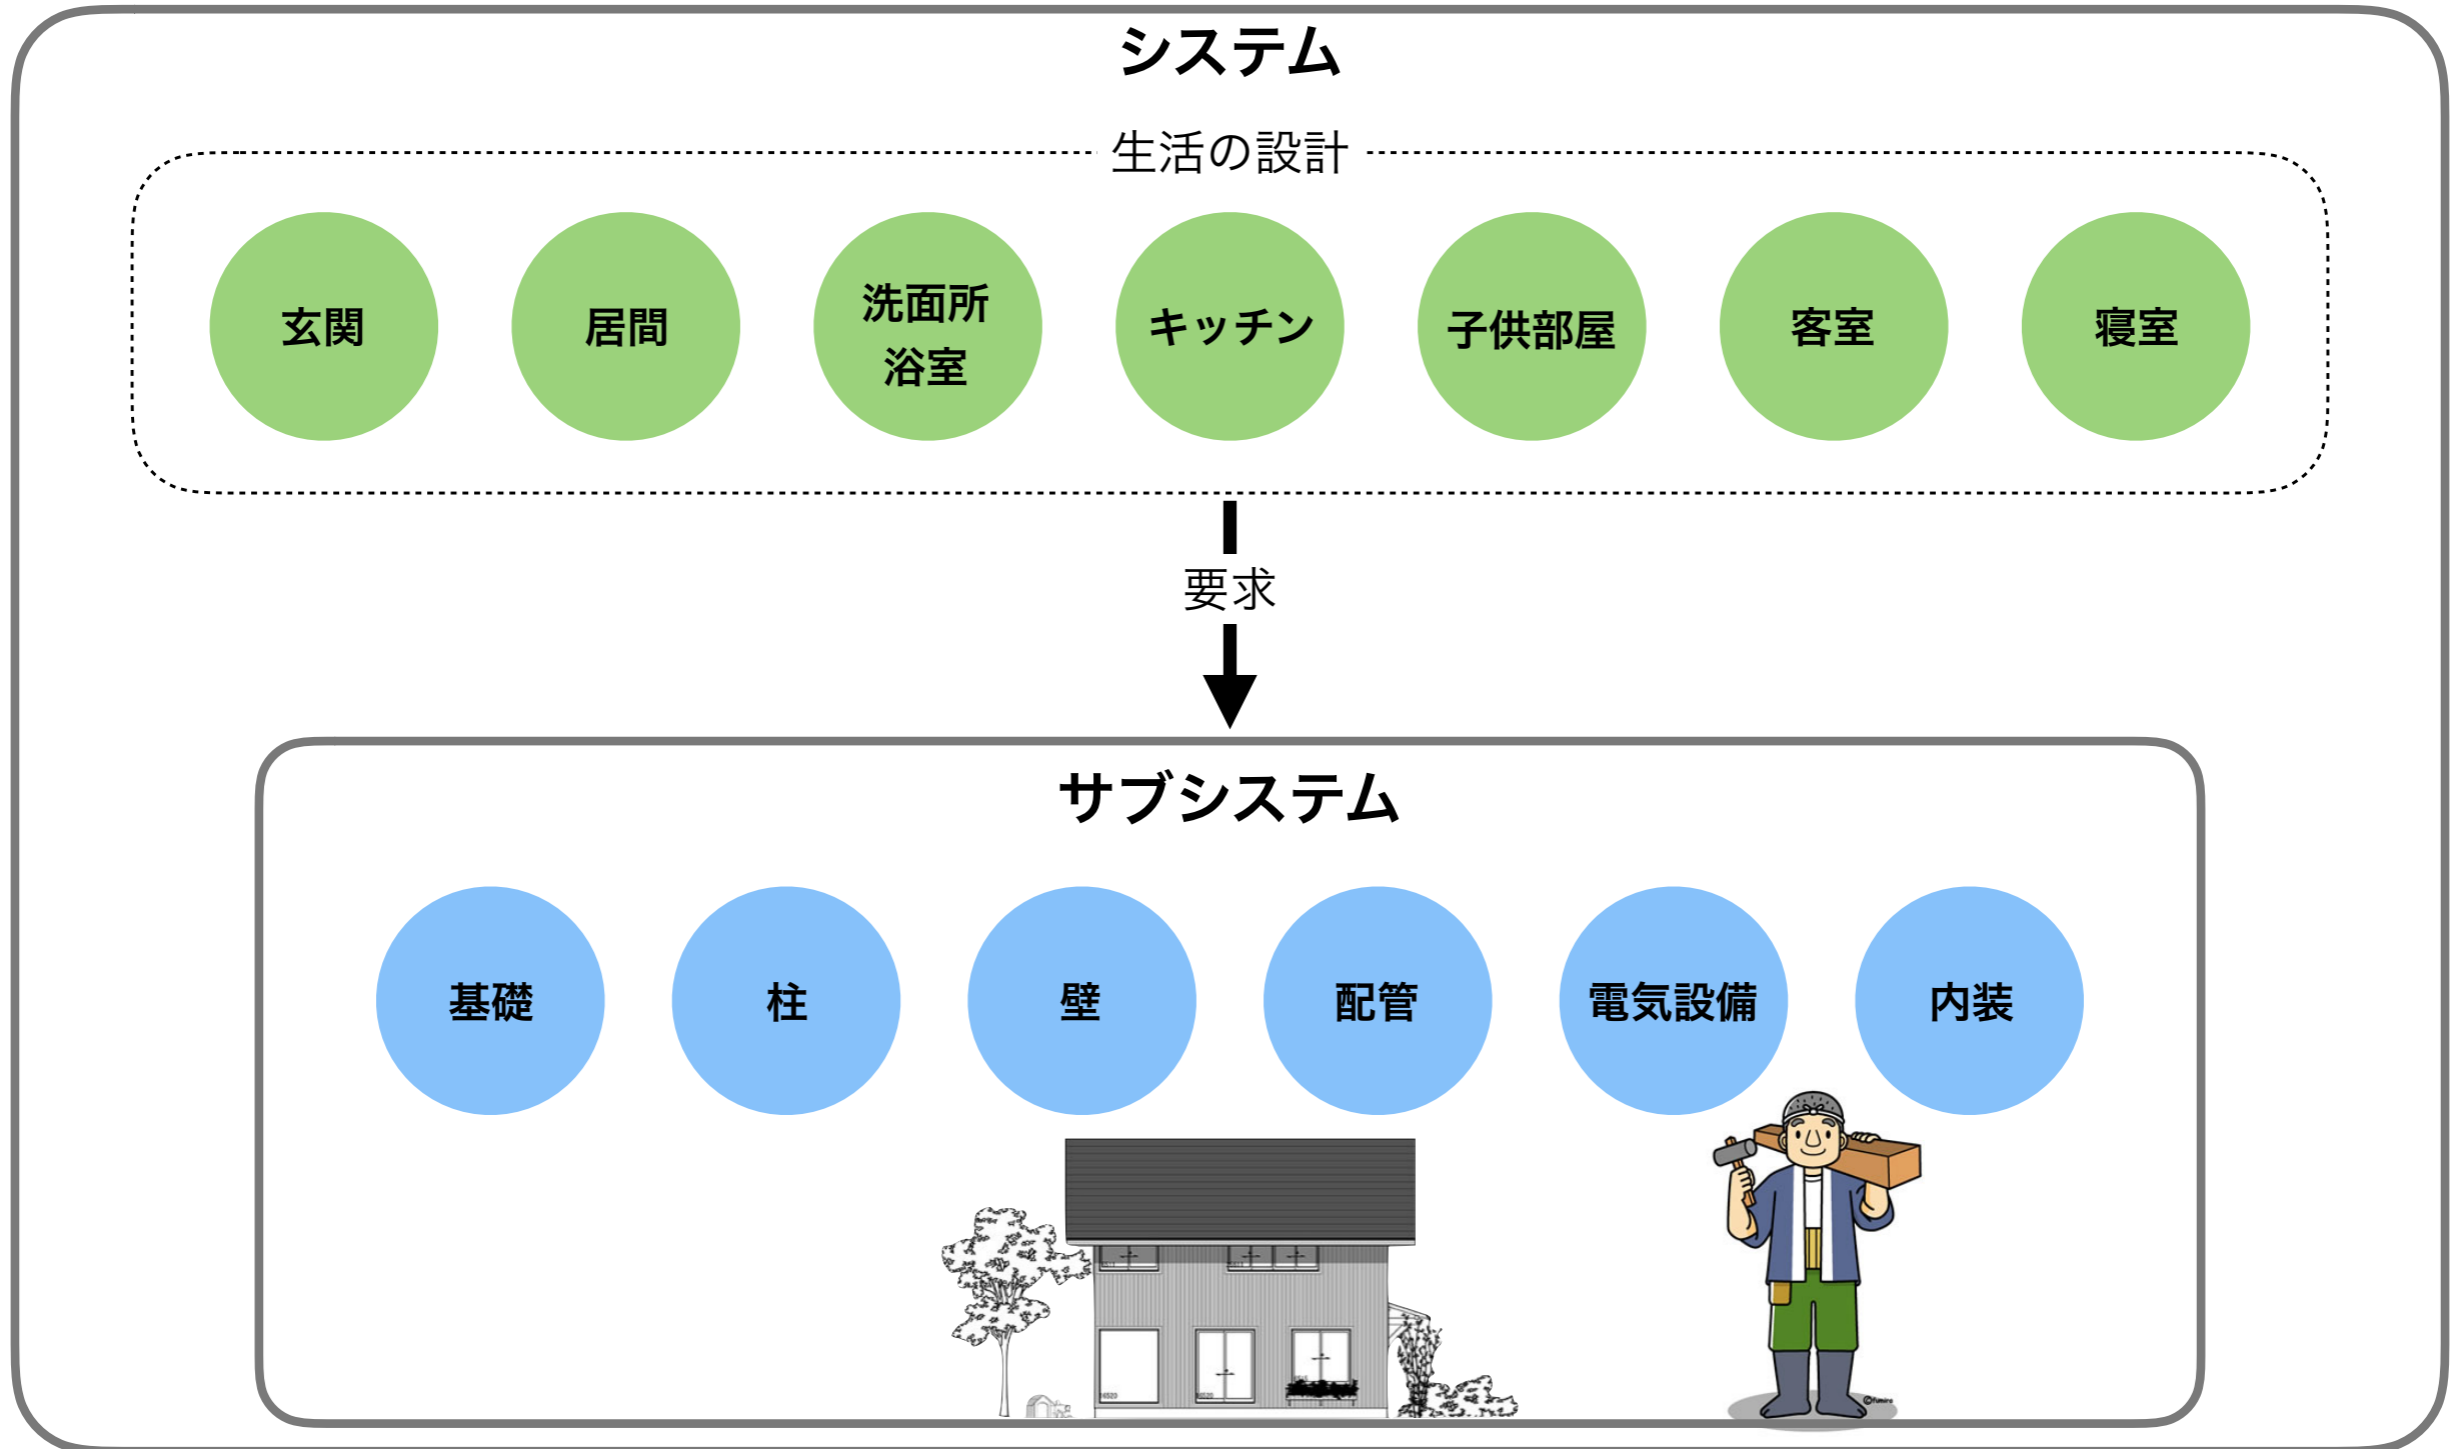 システム
生活の設計
玄関
居間
洗面所
浴室
キッチン
子供部屋
客室
寝室
要求
サブシステム
基礎
柱
壁
配管
電気設備
内装